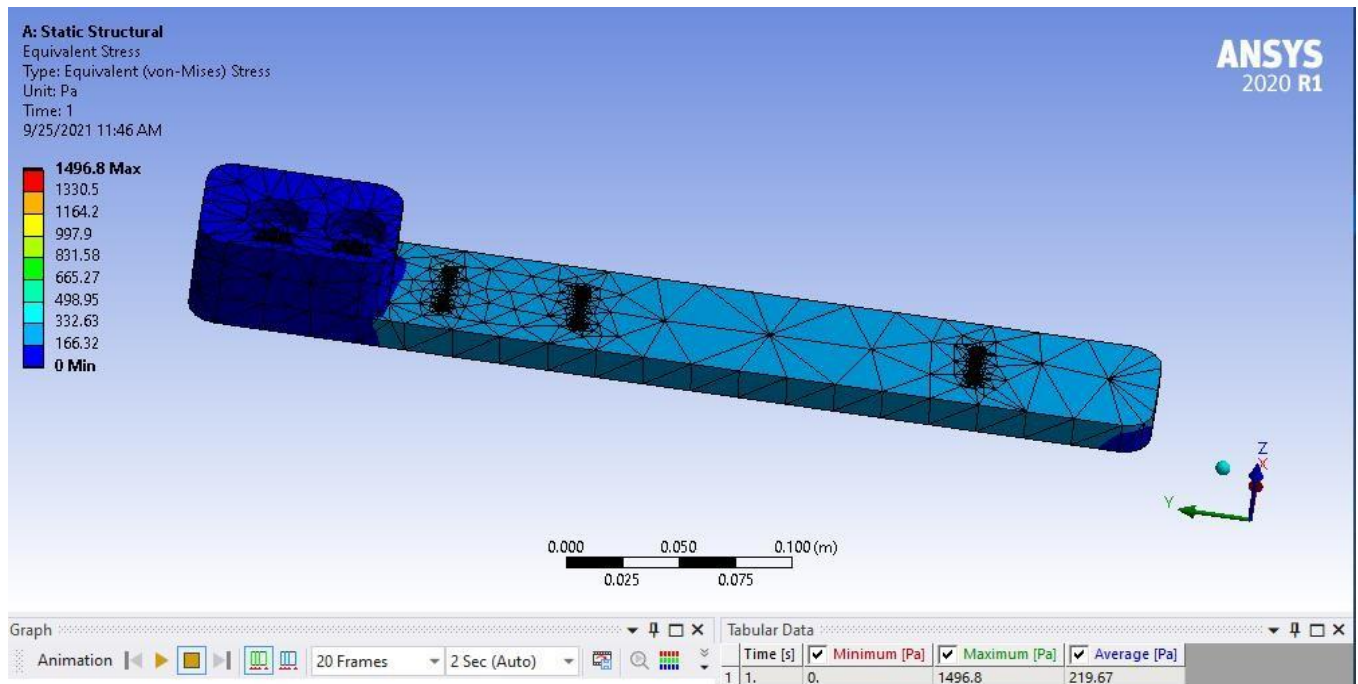 A: Static Structural
Equivalent Stress
Type: Equivalent (von-Mises) Stress
Unit: Pa
Time: 1
9/25/2021 11:46 AM
ANSYS
2020 R1
1496.8 Max
1330.5
1164.2
997.9
831.58
665.27
498.95
332.63
166.32
0 Min
Z
X
Y
0.000 0.050 0.100 (m)
0.025 0.075
Graph
Animation 20 Frames 2 Sec (Auto)
Tabular Data
Time [s] Minimum [Pa] Maximum [Pa] Average [Pa]
1 1. 0. 1496.8 219.67